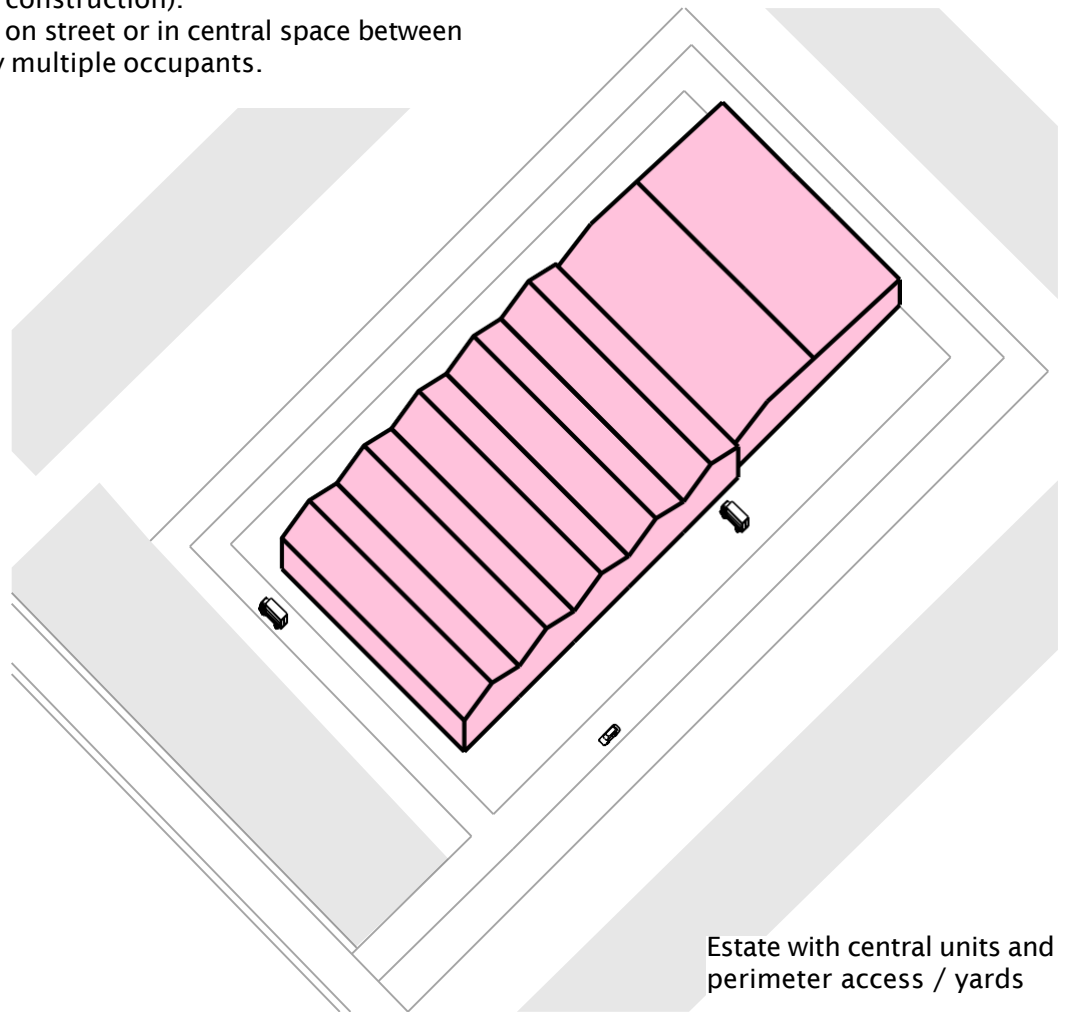 construction).
on street or in central space between
multiple occupants.
Estate with central units and
perimeter access / yards